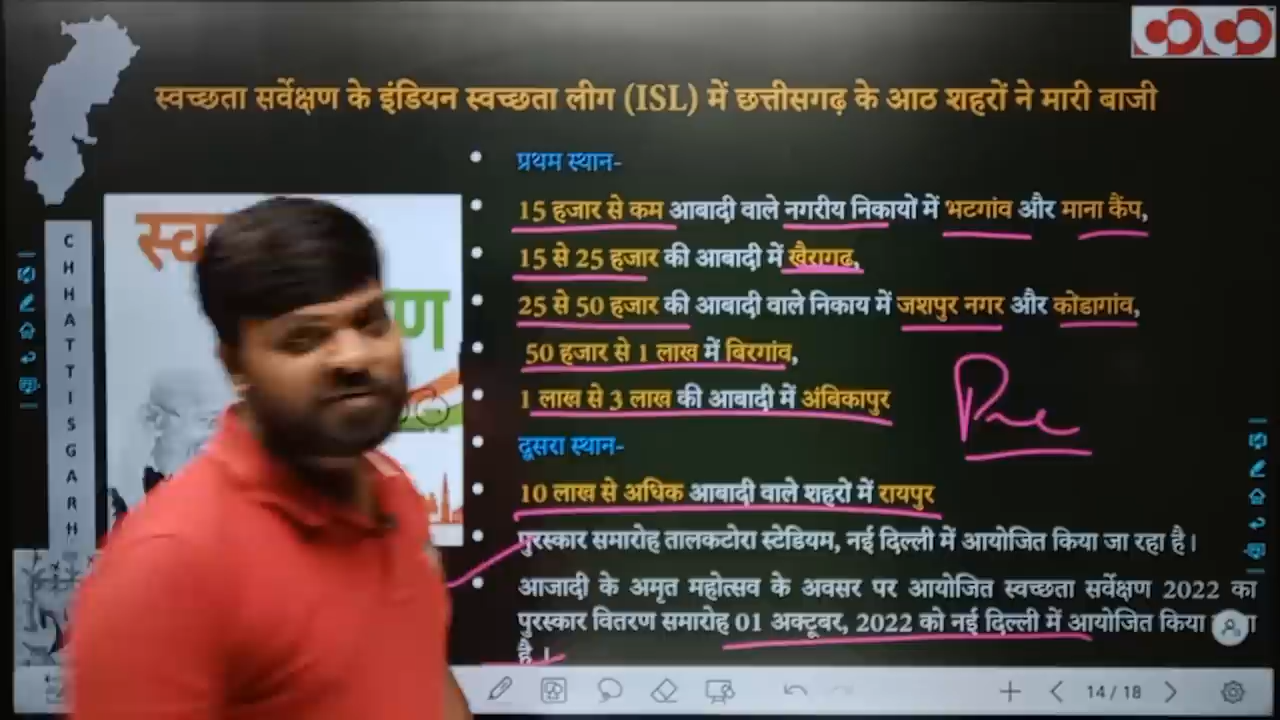 स्वच्छता सर्वेक्षण के इंडियन स्वच्छता लीग (ISL) में छत्तीसगढ़ के आठ शहरों ने मारी बाजी
प्रथम स्थान-
15 हजार से कम आबादी वाले नगरीय निकायो में भटगांव और माना कैंप,
15 से 25 हजार की आबादी में खैरागढ,
25 से 50 हजार की आबादी वाले निकाय में जशपुर नगर और कोंडागांव,
50 हजार से 1 लाख में बिरगांव,
1 लाख से 3 लाख की आबादी में अंबिकापुर
Pre
दूसरा स्थान-
10 लाख से अधिक आबादी वाले शहरों में रायपुर
पुरस्कार समारोह तालकटोरा स्टेडियम, नई दिल्ली में आयोजित किया जा रहा है।
आजादी के अमृत महोत्सव के अवसर पर आयोजित स्वच्छता सर्वेक्षण 2022 का
पुरस्कार वितरण समारोह 01 अक्टूबर, 2022 को नई दिल्ली में आयोजित किया
है।
CHHATTISGARH
14 / 18